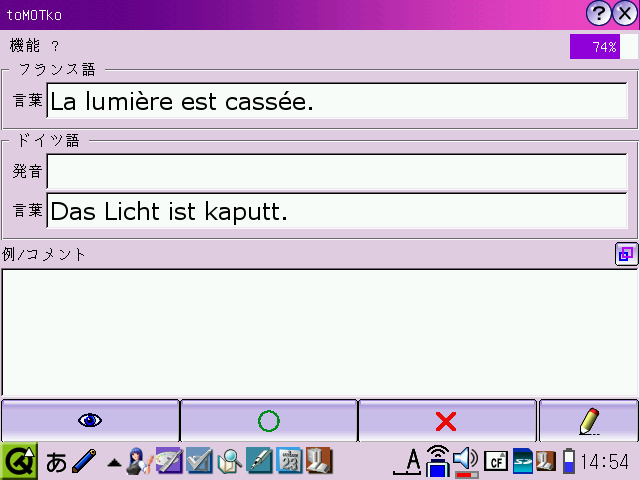 toMOTko
機能 ?
74%
フランス語
言葉 La lumière est cassée.
ドイツ語
発音
言葉 Das Licht ist kaputt.
例/コメント
あ 23 A CF 14:54